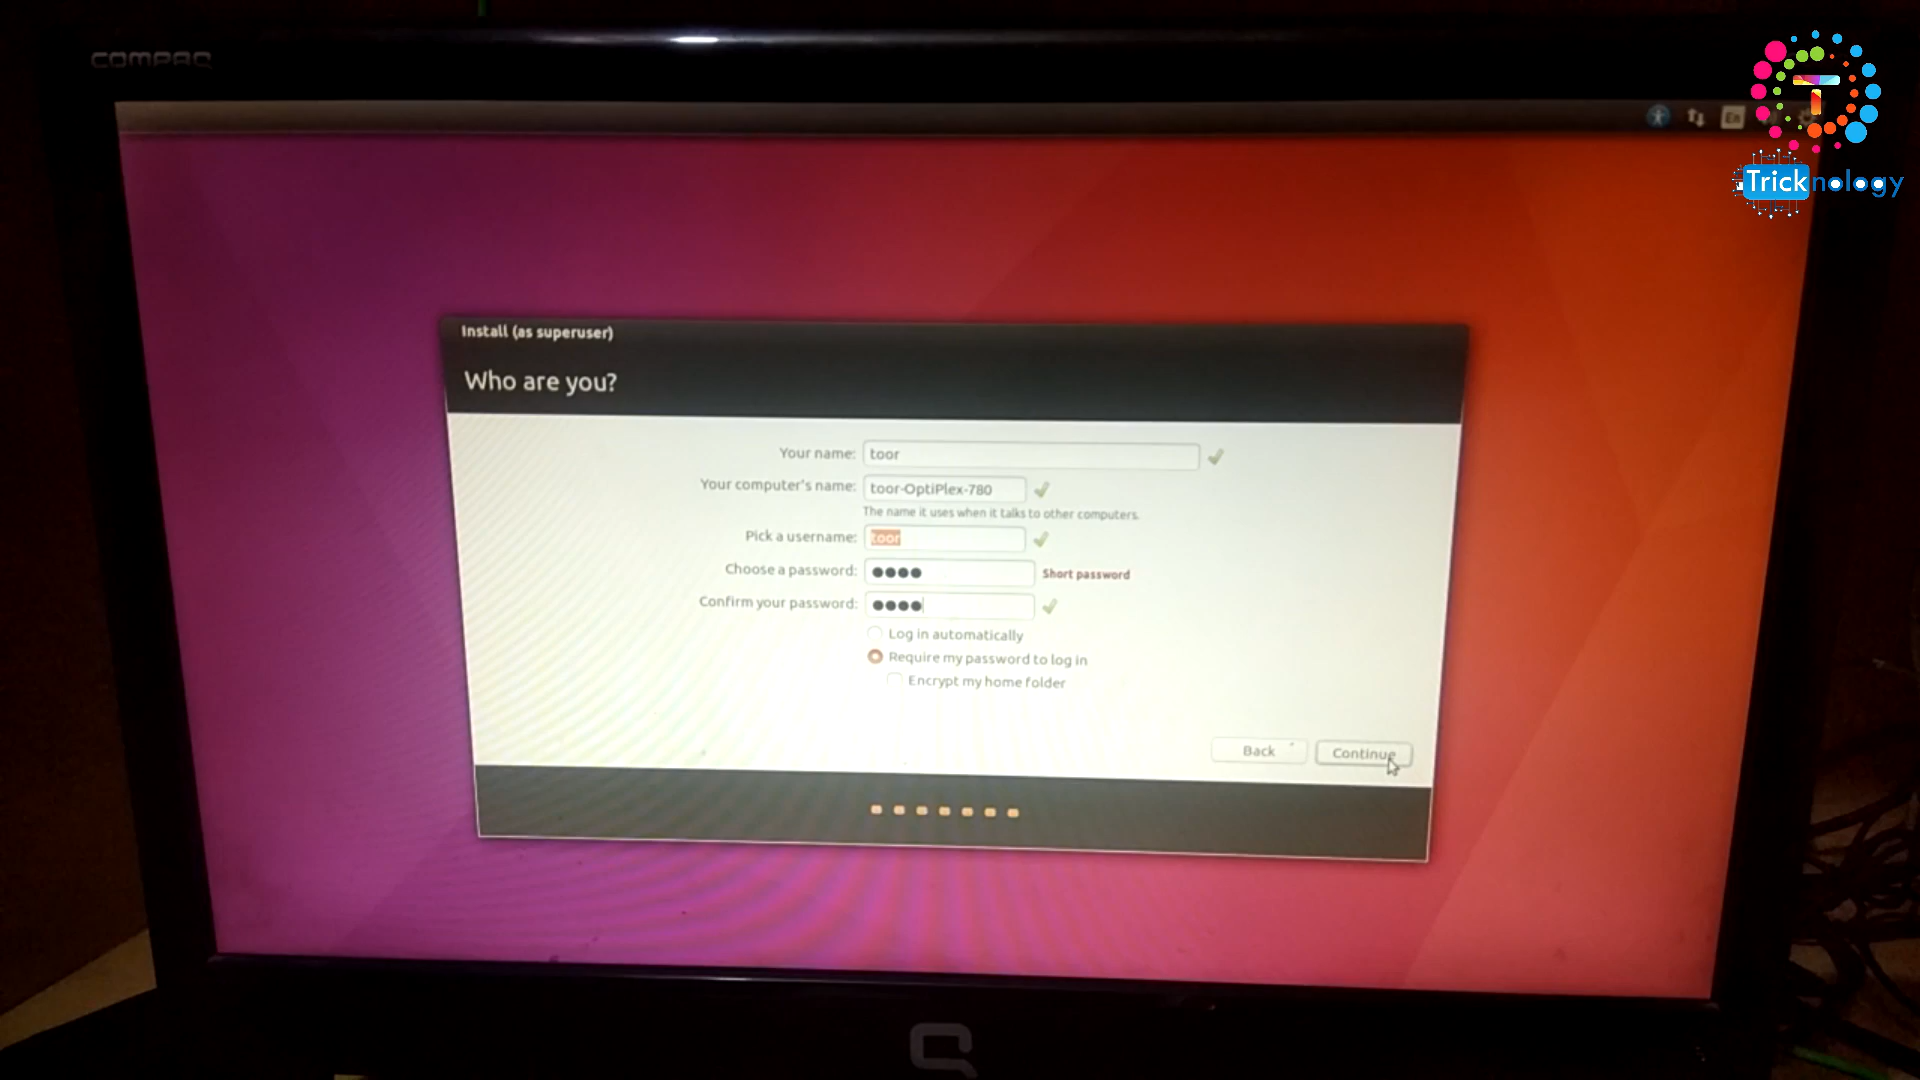 COMPAQ
En
T
Tricknology
Install (as superuser)
Who are you?
Your name: toor
Your computer's name: toor-OptiPlex-780
The name it uses when it talks to other computers.
Pick a username: toor
Choose a password: ●●●● Short password
Confirm your password: ●●●●
Log in automatically
Require my password to log in
Encrypt my home folder
Back Continue